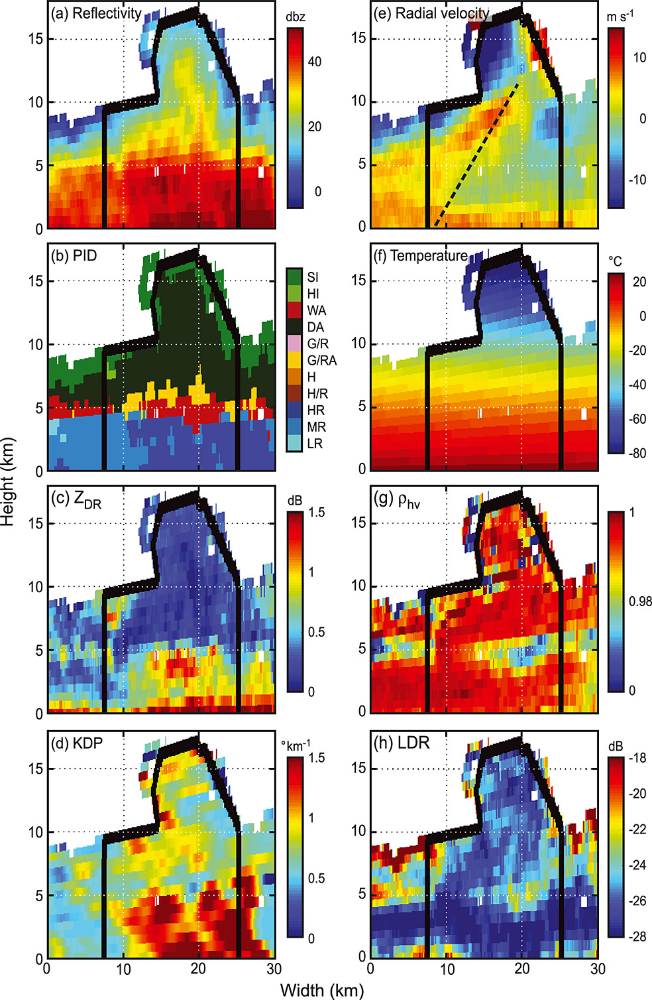 (a) Reflectivity
dbz
40
20
0
15
10
5
0
(e) Radial velocity
m s-1
10
0
-10
15
10
5
0
(b) PID
SI
HI
WA
DA
G/R
G/RA
H
H/R
HR
MR
LR
15
10
5
0
(f) Temperature
°C
20
0
-20
-40
-60
-80
15
10
5
0
Height (km)
(c) ZDR
dB
1.5
1
0.5
0
15
10
5
0
(g) ρhv
1
0.98
0
15
10
5
0
(d) KDP
°km-1
1.5
1
0.5
0
15
10
5
0
0 10 20 30
(h) LDR
dB
-18
-20
-22
-24
-26
-28
15
10
5
0
0 10 20 30
Width (km)